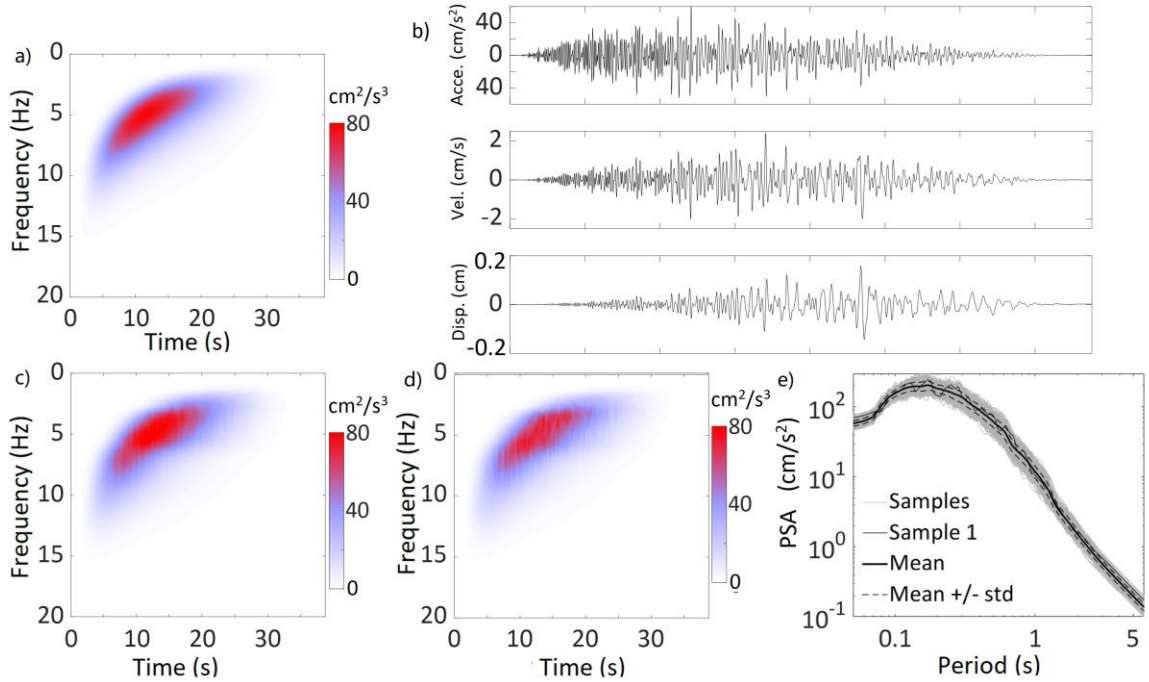 a)
0
5
10
15
20
Frequency (Hz)
0 10 20 30
Time (s)
cm²/s³
80
40
0
b)
Acce. (cm/s²)
40
0
40
Vel. (cm/s)
2
0
-2
Disp. (cm)
0.2
0
-0.2
c)
0
5
10
15
20
Frequency (Hz)
0 10 20 30
Time (s)
cm²/s³
80
40
0
d)
0
5
10
15
20
Frequency (Hz)
0 10 20 30
Time (s)
cm²/s³
80
40
0
e)
PSA (cm/s²)
10²
10¹
10⁰
10⁻¹
Samples
Sample 1
Mean
Mean +/- std
0.1 1 5
Period (s)